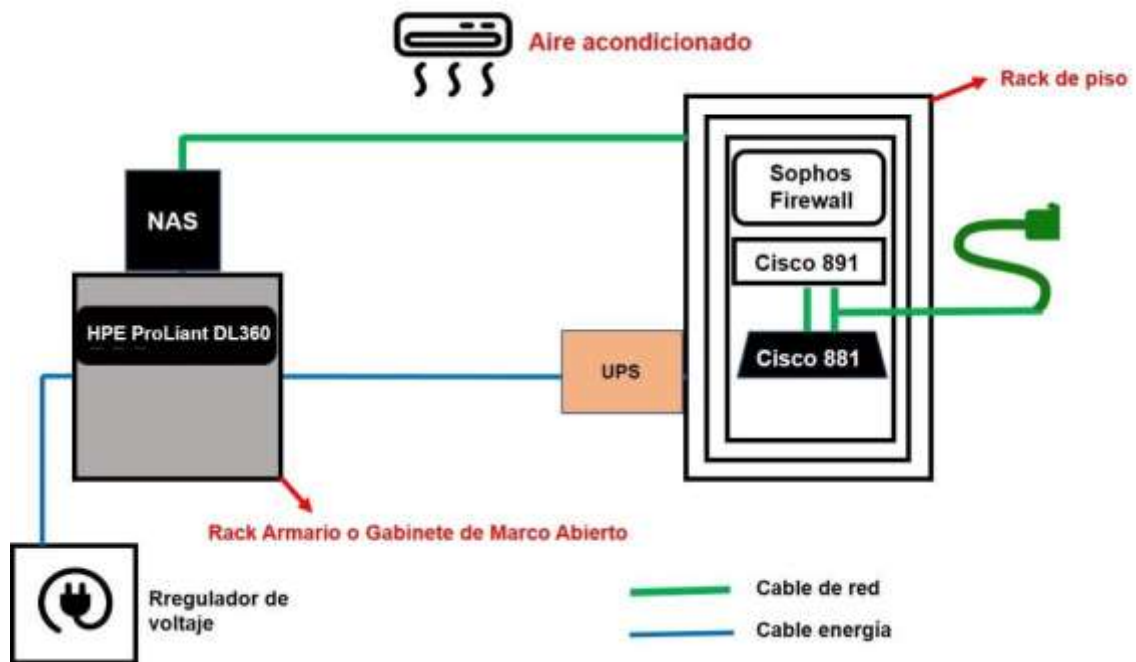 Aire acondicionado
Rack de piso
Sophos
Firewall
NAS
Cisco 891
HPE ProLiant DL360
Cisco 881
UPS
Rack Armario o Gabinete de Marco Abierto
Rregulador de
voltaje
Cable de red
Cable energía